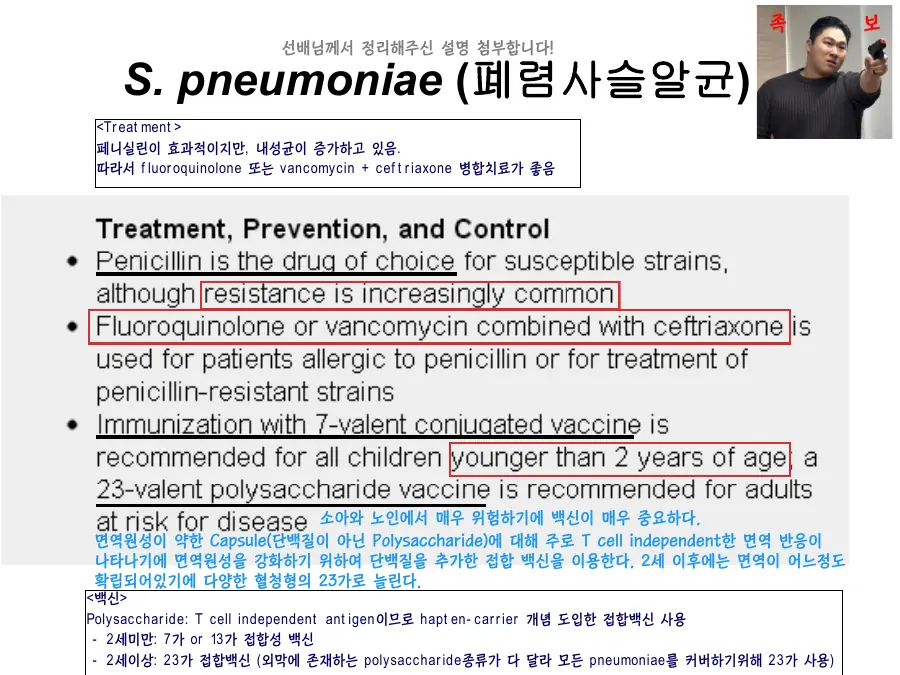 선배님께서 정리해주신 설명 첨부합니다!
족 보
S. pneumoniae (폐렴사슬알균)
<Treatment>
페니실린이 효과적이지만, 내성균이 증가하고 있음.
따라서 fluoroquinolone 또는 vancomycin + ceftriaxone 병합치료가 좋음
Treatment, Prevention, and Control
• Penicillin is the drug of choice for susceptible strains,
although resistance is increasingly common
• Fluoroquinolone or vancomycin combined with ceftriaxone is
used for patients allergic to penicillin or for treatment of
penicillin-resistant strains
• Immunization with 7-valent conjugated vaccine is
recommended for all children younger than 2 years of age; a
23-valent polysaccharide vaccine is recommended for adults
at risk for disease 소아와 노인에서 매우 위험하기에 백신이 매우 중요하다.
면역원성이 약한 Capsule(단백질이 아닌 Polysaccharide)에 대해 주로 T cell independent한 면역 반응이
나타나기에 면역원성을 강화하기 위하여 단백질을 추가한 접합 백신을 이용한다. 2세 이후에는 면역이 어느정도
확립되어있기에 다양한 혈청형의 23가로 늘린다.
<백신>
Polysaccharide: T cell independent antigen이므로 hapten-carrier 개념 도입한 접합백신 사용
- 2세미만: 7가 or 13가 접합성 백신
- 2세이상: 23가 접합백신 (외막에 존재하는 polysaccharide종류가 다 달라 모든 pneumoniae를 커버하기위해 23가 사용)